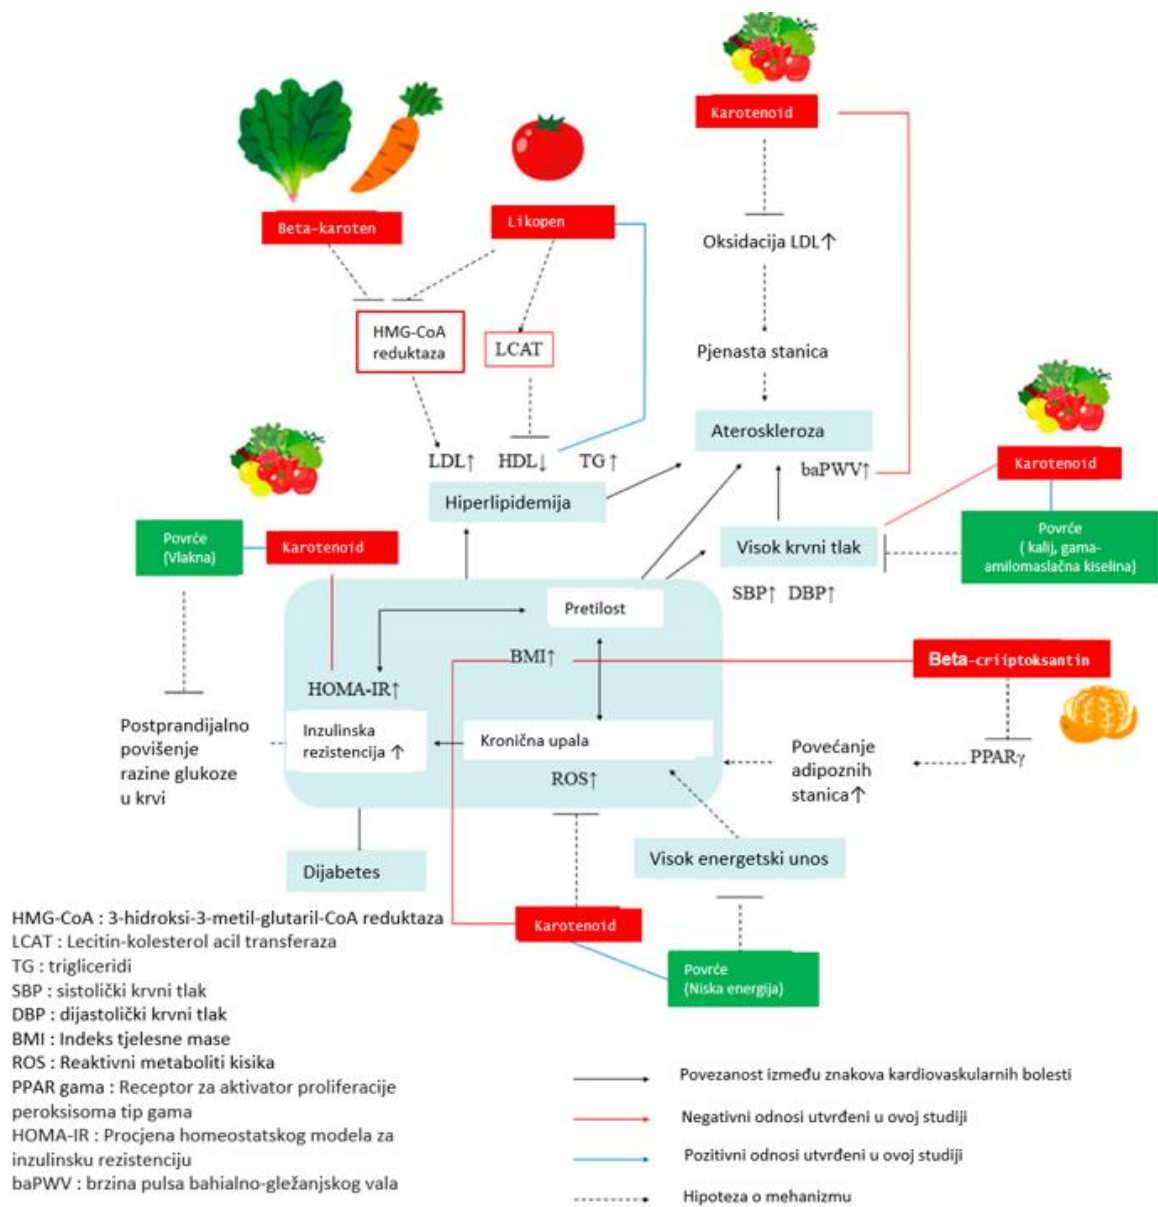 Karotenoid
Beta-karoten
Likopen
Oksidacija LDL↑
HMG-CoA
reduktaza
LCAT
Pjenasta stanica
Ateroskleroza
LDL↑ HDL↓ TG↑
baPWV↑
Karotenoid
Hiperlipidemija
Povrće
(Vlakna)
Karotenoid
Visok krvni tlak
Povrće
( kalij, gama-
amilomaslačna kiselina)
SBP↑ DBP↑
Pretilost
BMI↑
Beta-criiptoksantin
HOMA-IR↑
Postprandijalno
povišenje
razine glukoze
u krvi
Inzulinska
rezistencija ↑
Kronična upala
ROS↑
Povećanje
adipoznih
stanica↑
PPARγ
Dijabetes
Visok energetski unos
Karotenoid
Povrće
(Niska energija)
HMG-CoA : 3-hidroksi-3-metil-glutaril-CoA reduktaza
LCAT : Lecitin-kolesterol acil transferaza
TG : trigliceridi
SBP : sistolički krvni tlak
DBP : dijastolički krvni tlak
BMI : Indeks tjelesne mase
ROS : Reaktivni metaboliti kisika
PPAR gama : Receptor za aktivator proliferacije
peroksisoma tip gama
HOMA-IR : Procjena homeostatskog modela za
inzulinsku rezistenciju
baPWV : brzina pulsa bahialno-gležanjskog vala
Povezanost između znakova kardiovaskularnih bolesti
Negativni odnosi utvrđeni u ovoj studiji
Pozitivni odnosi utvrđeni u ovoj studiji
Hipoteza o mehanizmu